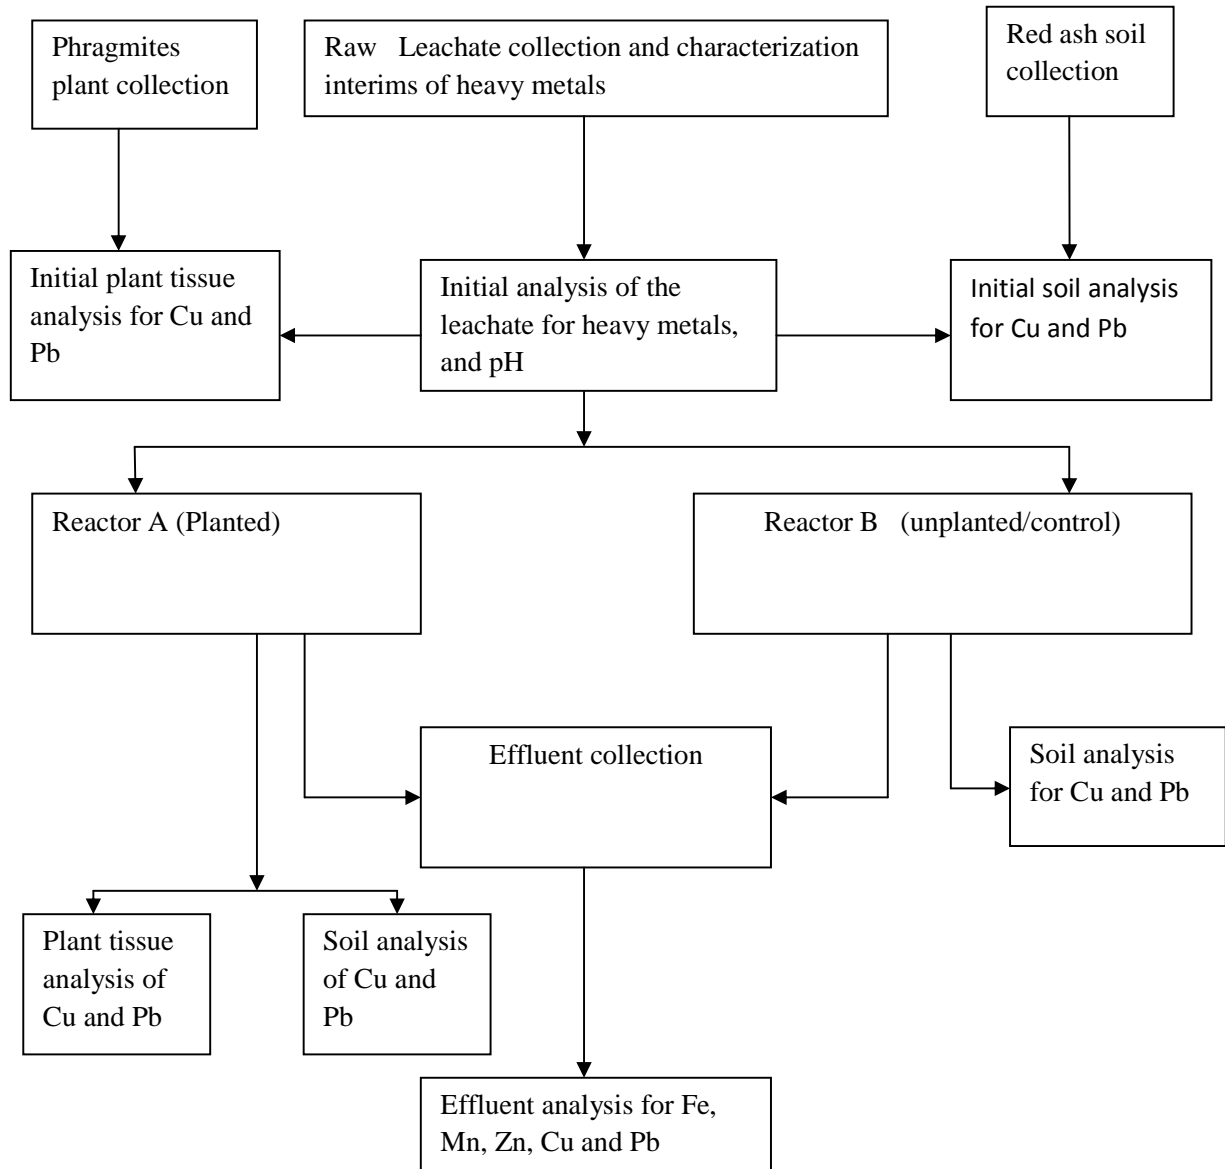 Phragmites
plant collection
Raw Leachate collection and characterization
interims of heavy metals
Red ash soil
collection
Initial plant tissue
analysis for Cu and
Pb
Initial analysis of the
leachate for heavy metals,
and pH
Initial soil analysis
for Cu and Pb
Reactor A (Planted)
Reactor B (unplanted/control)
Effluent collection
Soil analysis
for Cu and Pb
Plant tissue
analysis of
Cu and Pb
Soil analysis
of Cu and
Pb
Effluent analysis for Fe,
Mn, Zn, Cu and Pb